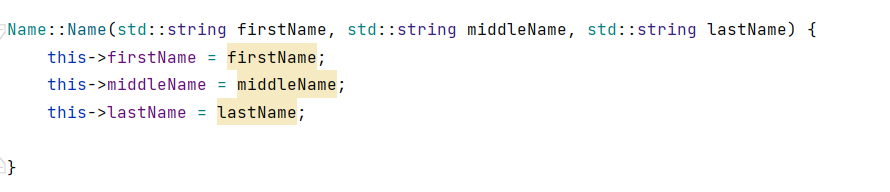 Name::Name(std::string firstName, std::string middleName, std::string lastName) {
    this->firstName = firstName;
    this->middleName = middleName;
    this->lastName = lastName;
}